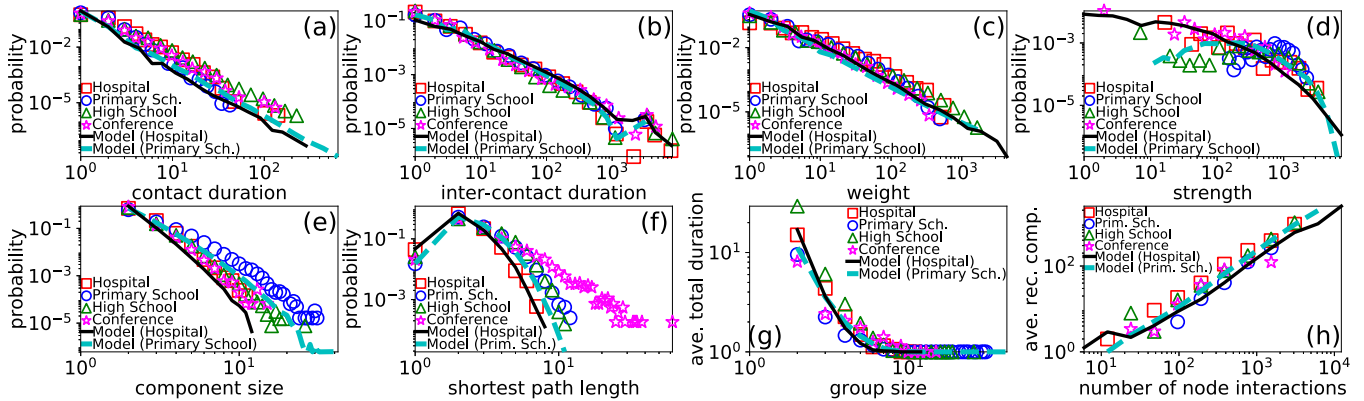 (a)
probability
10^-2
10^-5
Hospital
Primary Sch.
High School
Conference
Model (Hospital)
Model (Primary Sch.)
10^0 10^1 10^2
contact duration
(b)
probability
10^-1
10^-3
10^-5
Hospital
Primary School
High School
Conference
Model (Hospital)
Model (Primary School)
10^0 10^1 10^2 10^3
inter-contact duration
(c)
probability
10^-2
10^-5
Hospital
Primary School
High School
Conference
Model (Hospital)
Model (Primary School)
10^0 10^1 10^2 10^3
weight
(d)
probability
10^-3
10^-5
Hospital
Primary School
High School
Conference
Model (Hospital)
Model (Primary School)
10^0 10^1 10^2 10^3
strength
(e)
probability
10^-1
10^-3
10^-5
Hospital
Primary School
High School
Conference
Model (Hospital)
Model (Primary School)
10^1
component size
(f)
probability
10^-1
10^-3
10^-5
Hospital
Prim. Sch.
High School
Conference
Model (Hospital)
Model (Prim. Sch.)
10^0 10^1
shortest path length
(g)
ave. total duration
10^1
10^0
Hospital
Primary Sch.
High School
Conference
Model (Hospital)
Model (Primary Sch.)
10^0 10^1
group size
(h)
ave. rec. comp.
10^2
10^0
Hospital
Prim. Sch.
High School
Conference
Model (Hospital)
Model (Prim. Sch.)
10^1 10^2 10^3 10^4
number of node interactions